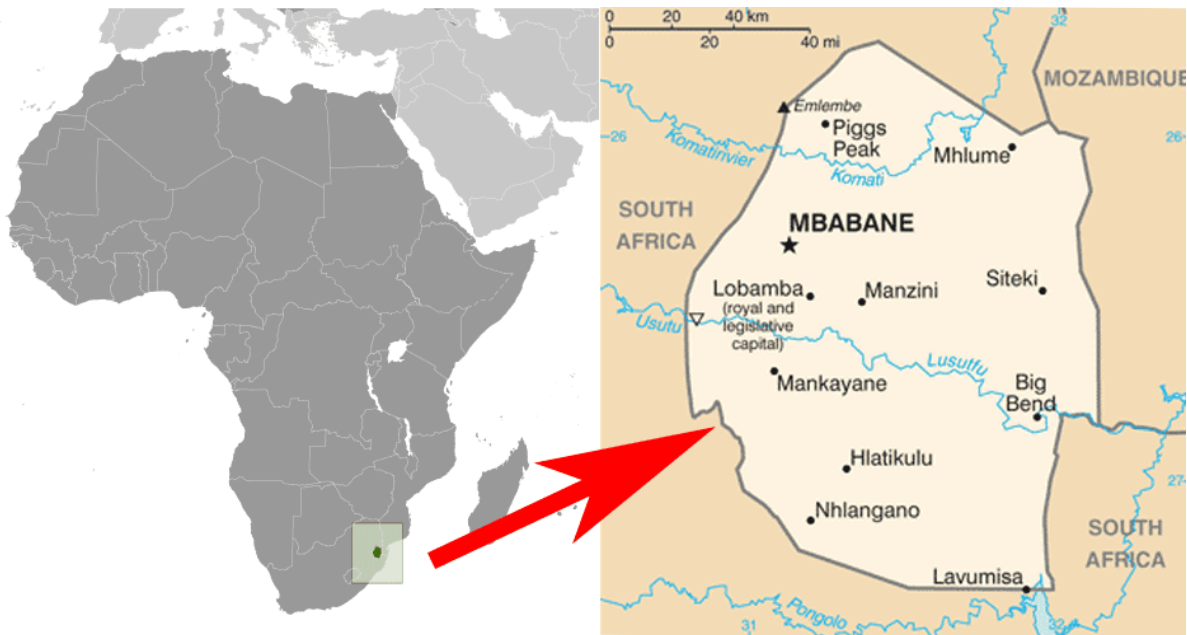 0 20 40 km
0 20 40 mi
32
MOZAMBIQUE
Emlembe
26
26
Piggs
Peak
Mhlume
Komatirivier
Komati
SOUTH
AFRICA
MBABANE
Lobamba
(royal and
legislative
capital)
Manzini
Siteki
Usutu
Lusutfu
Mankayane
Big
Bend
Hlatikulu
27
Nhlangano
SOUTH
AFRICA
Lavumisa
Pongolo
31
32